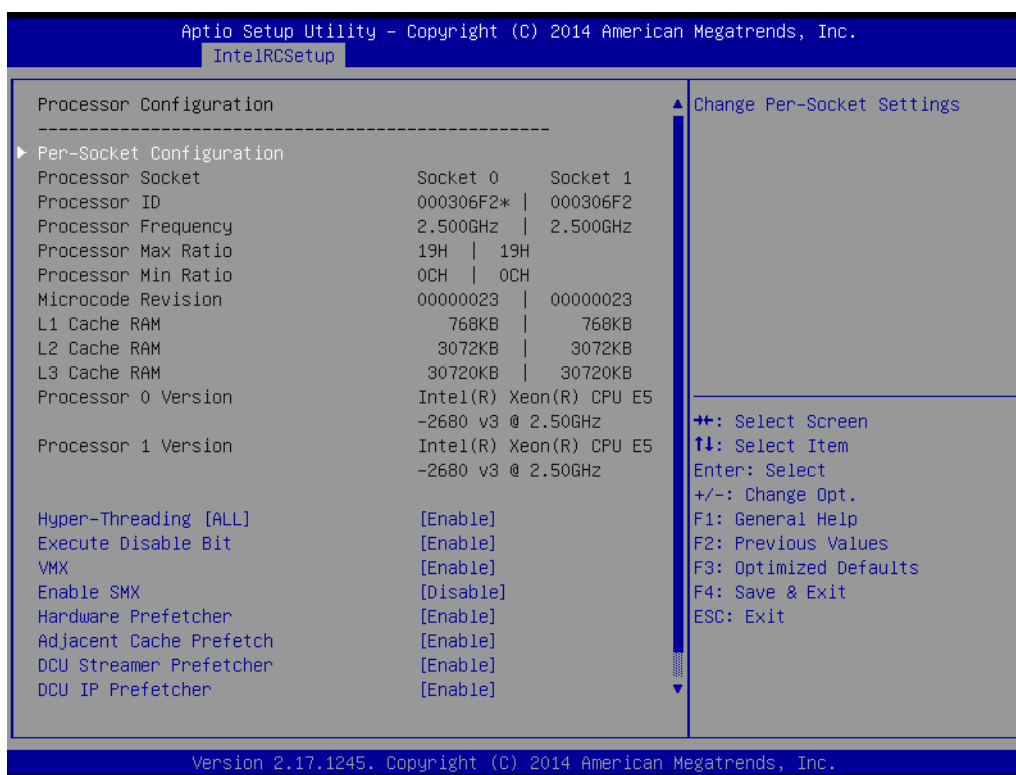 Aptio Setup Utility – Copyright (C) 2014 American Megatrends, Inc.
IntelRCSetup
Processor Configuration
--------------------------------------------------
Per-Socket Configuration
Processor Socket Socket 0 Socket 1
Processor ID 000306F2* | 000306F2
Processor Frequency 2.500GHz | 2.500GHz
Processor Max Ratio 19H | 19H
Processor Min Ratio 0CH | 0CH
Microcode Revision 00000023 | 00000023
L1 Cache RAM 768KB | 768KB
L2 Cache RAM 3072KB | 3072KB
L3 Cache RAM 30720KB | 30720KB
Processor 0 Version Intel(R) Xeon(R) CPU E5
-2680 v3 @ 2.50GHz
Processor 1 Version Intel(R) Xeon(R) CPU E5
-2680 v3 @ 2.50GHz
Hyper-Threading [ALL] [Enable]
Execute Disable Bit [Enable]
VMX [Enable]
Enable SMX [Disable]
Hardware Prefetcher [Enable]
Adjacent Cache Prefetch [Enable]
DCU Streamer Prefetcher [Enable]
DCU IP Prefetcher [Enable]
Change Per-Socket Settings
→←: Select Screen
↑↓: Select Item
Enter: Select
+/-: Change Opt.
F1: General Help
F2: Previous Values
F3: Optimized Defaults
F4: Save & Exit
ESC: Exit
Version 2.17.1245. Copyright (C) 2014 American Megatrends, Inc.